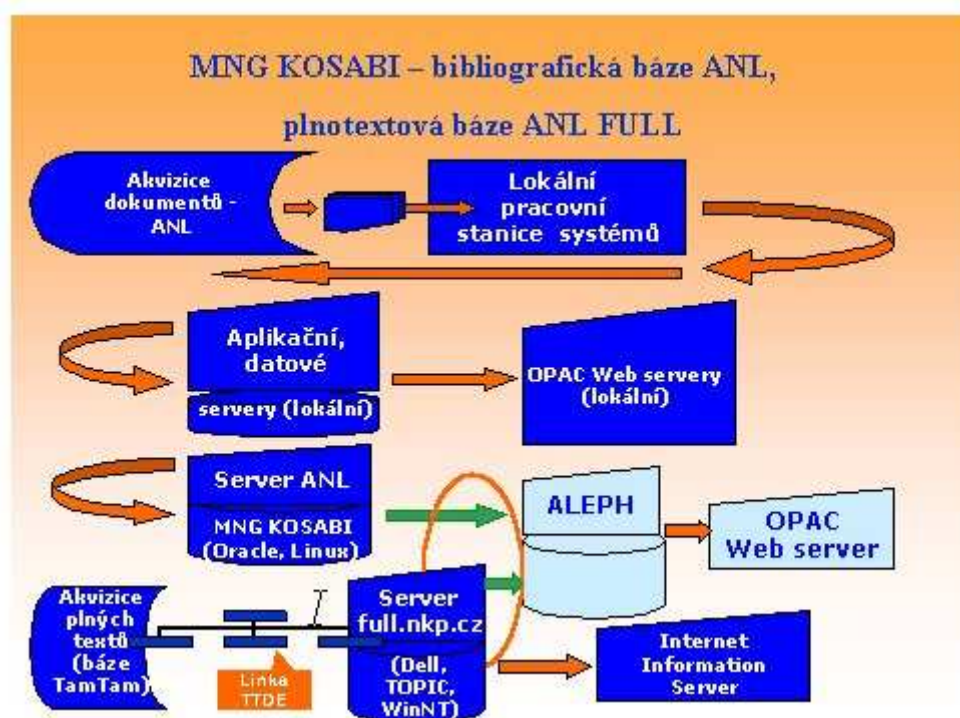 MNG KOSABI – bibliografická báze ANL,
plnotextová báze ANL FULL
Akvizice
dokumentů -
ANL
Lokální
pracovní
stanice systémů
Aplikační,
datové
servery (lokální)
OPAC Web servery
(lokální)
Server ANL
MNG KOSABI
(Oracle, Linux)
ALEPH
OPAC
Web server
Akvizice
plných
textů
(báze
TamTam)
Linka
TTDE
Server
full.nkp.cz
(Dell,
TOPIC,
WinNT)
Internet
Information
Server